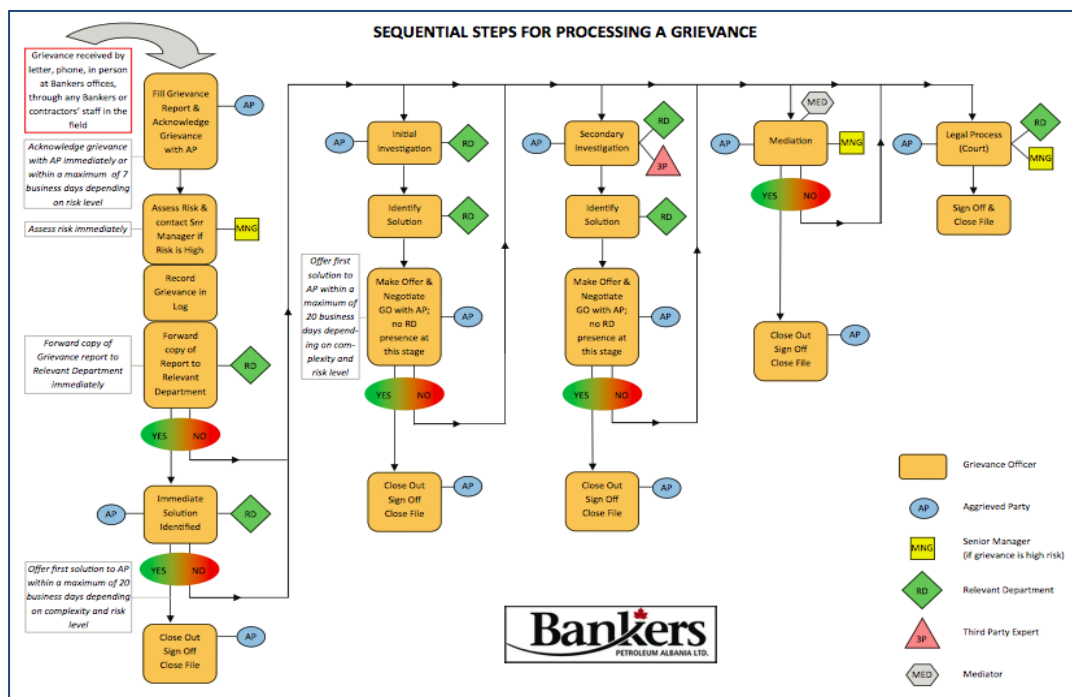 SEQUENTIAL STEPS FOR PROCESSING A GRIEVANCE
Grievance received by
letter, phone, in person
at Bankers offices,
through any Bankers or
contractors' staff in the
field
Fill Grievance
Report &
Acknowledge
Grievance
with AP
AP
Acknowledge grievance
with AP immediately or
within a maximum of 7
business days depending
on risk level
Assess Risk &
contact Snr
Manager if
Risk is High
MNG
Assess risk immediately
Record
Grievance in
Log
Forward
copy of
Report to
Relevant
Department
RD
Forward copy of
Grievance report to
Relevant Department
immediately
YES
NO
AP
Immediate
Solution
Identified
RD
YES
NO
Offer first solution to AP
within a maximum of 20
business days depending
on complexity and risk
level
Close Out
Sign Off
Close File
AP
AP
Initial
Investigation
RD
Identify
Solution
RD
Offer first
solution to
AP within a
maximum of
20 business
days depend-
ing on com-
plexity and
risk level
Make Offer &
Negotiate
GO with AP;
no RD
presence at
this stage
AP
YES
NO
Close Out
Sign Off
Close File
AP
AP
Secondary
Investigation
RD
3P
Identify
Solution
RD
Make Offer &
Negotiate
GO with AP;
no RD
presence at
this stage
AP
YES
NO
Close Out
Sign Off
Close File
AP
MED
AP
Mediation
MNG
YES
NO
Close Out
Sign Off
Close File
AP
AP
Legal Process
(Court)
RD
MNG
Sign Off &
Close File
Grievance Officer
AP
Aggrieved Party
MNG
Senior Manager
(if grievance is high risk)
RD
Relevant Department
3P
Third Party Expert
MED
Mediator
Bankers
PETROLEUM ALBANIA LTD.